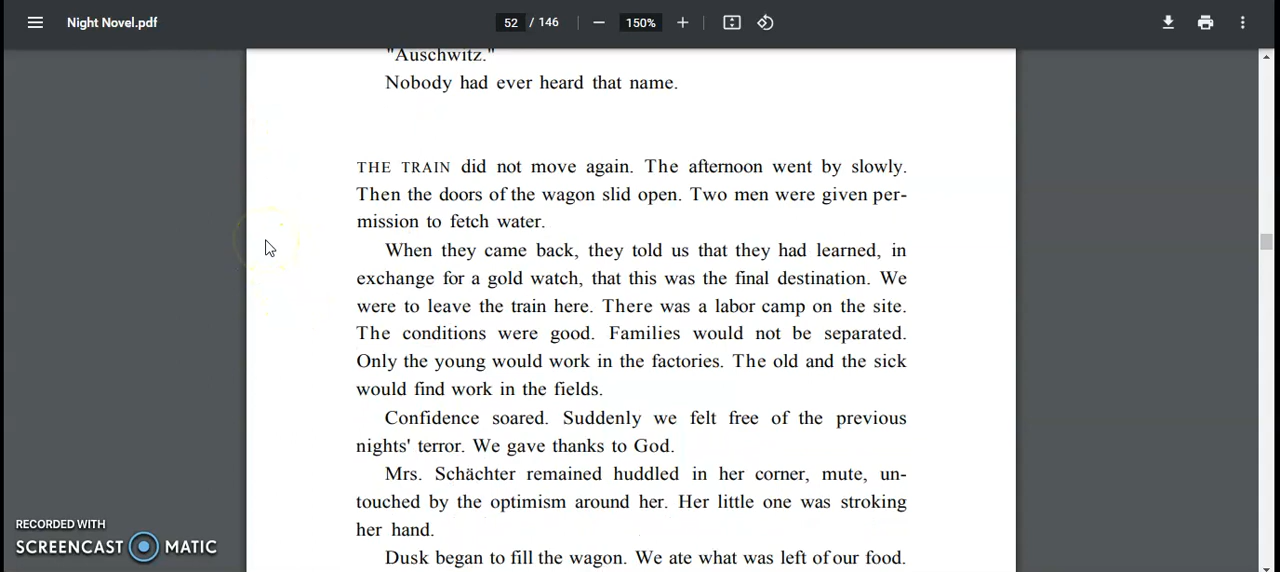 Night Novel.pdf
52 / 146
150%
"Auschwitz."
Nobody had ever heard that name.
THE TRAIN did not move again. The afternoon went by slowly.
Then the doors of the wagon slid open. Two men were given per-
mission to fetch water.
When they came back, they told us that they had learned, in
exchange for a gold watch, that this was the final destination. We
were to leave the train here. There was a labor camp on the site.
The conditions were good. Families would not be separated.
Only the young would work in the factories. The old and the sick
would find work in the fields.
Confidence soared. Suddenly we felt free of the previous
nights' terror. We gave thanks to God.
Mrs. Schächter remained huddled in her corner, mute, un-
touched by the optimism around her. Her little one was stroking
her hand.
Dusk began to fill the wagon. We ate what was left of our food.
RECORDED WITH
SCREENCAST MATIC